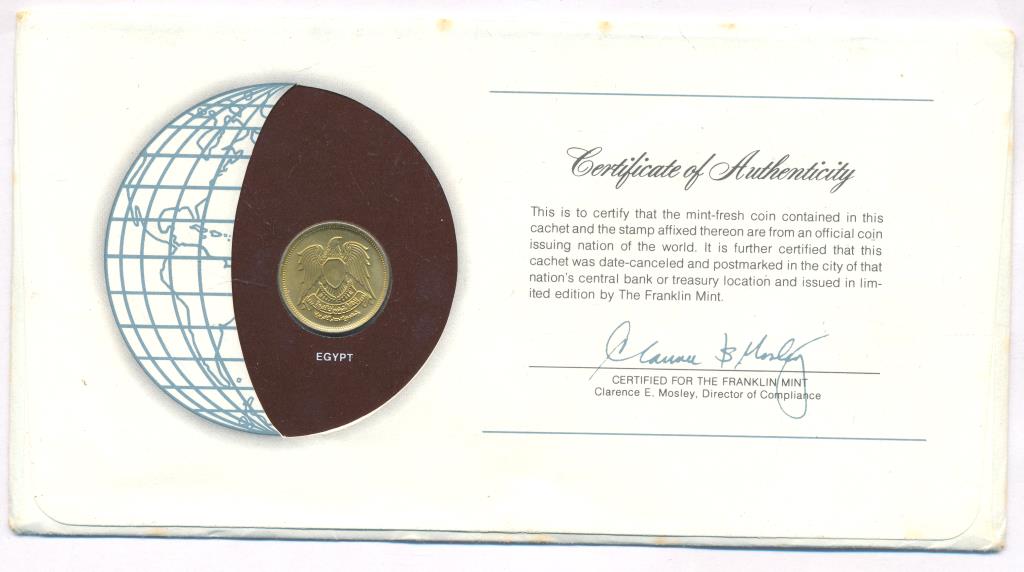 EGYPT
Certificate of Authenticity
This is to certify that the mint-fresh coin contained in this
cachet and the stamp affixed thereon are from an official coin
issuing nation of the world. It is further certified that this
cachet was date-canceled and postmarked in the city of that
nation's central bank or treasury location and issued in lim-
ited edition by The Franklin Mint.
CERTIFIED FOR THE FRANKLIN MINT
Clarence E. Mosley, Director of Compliance